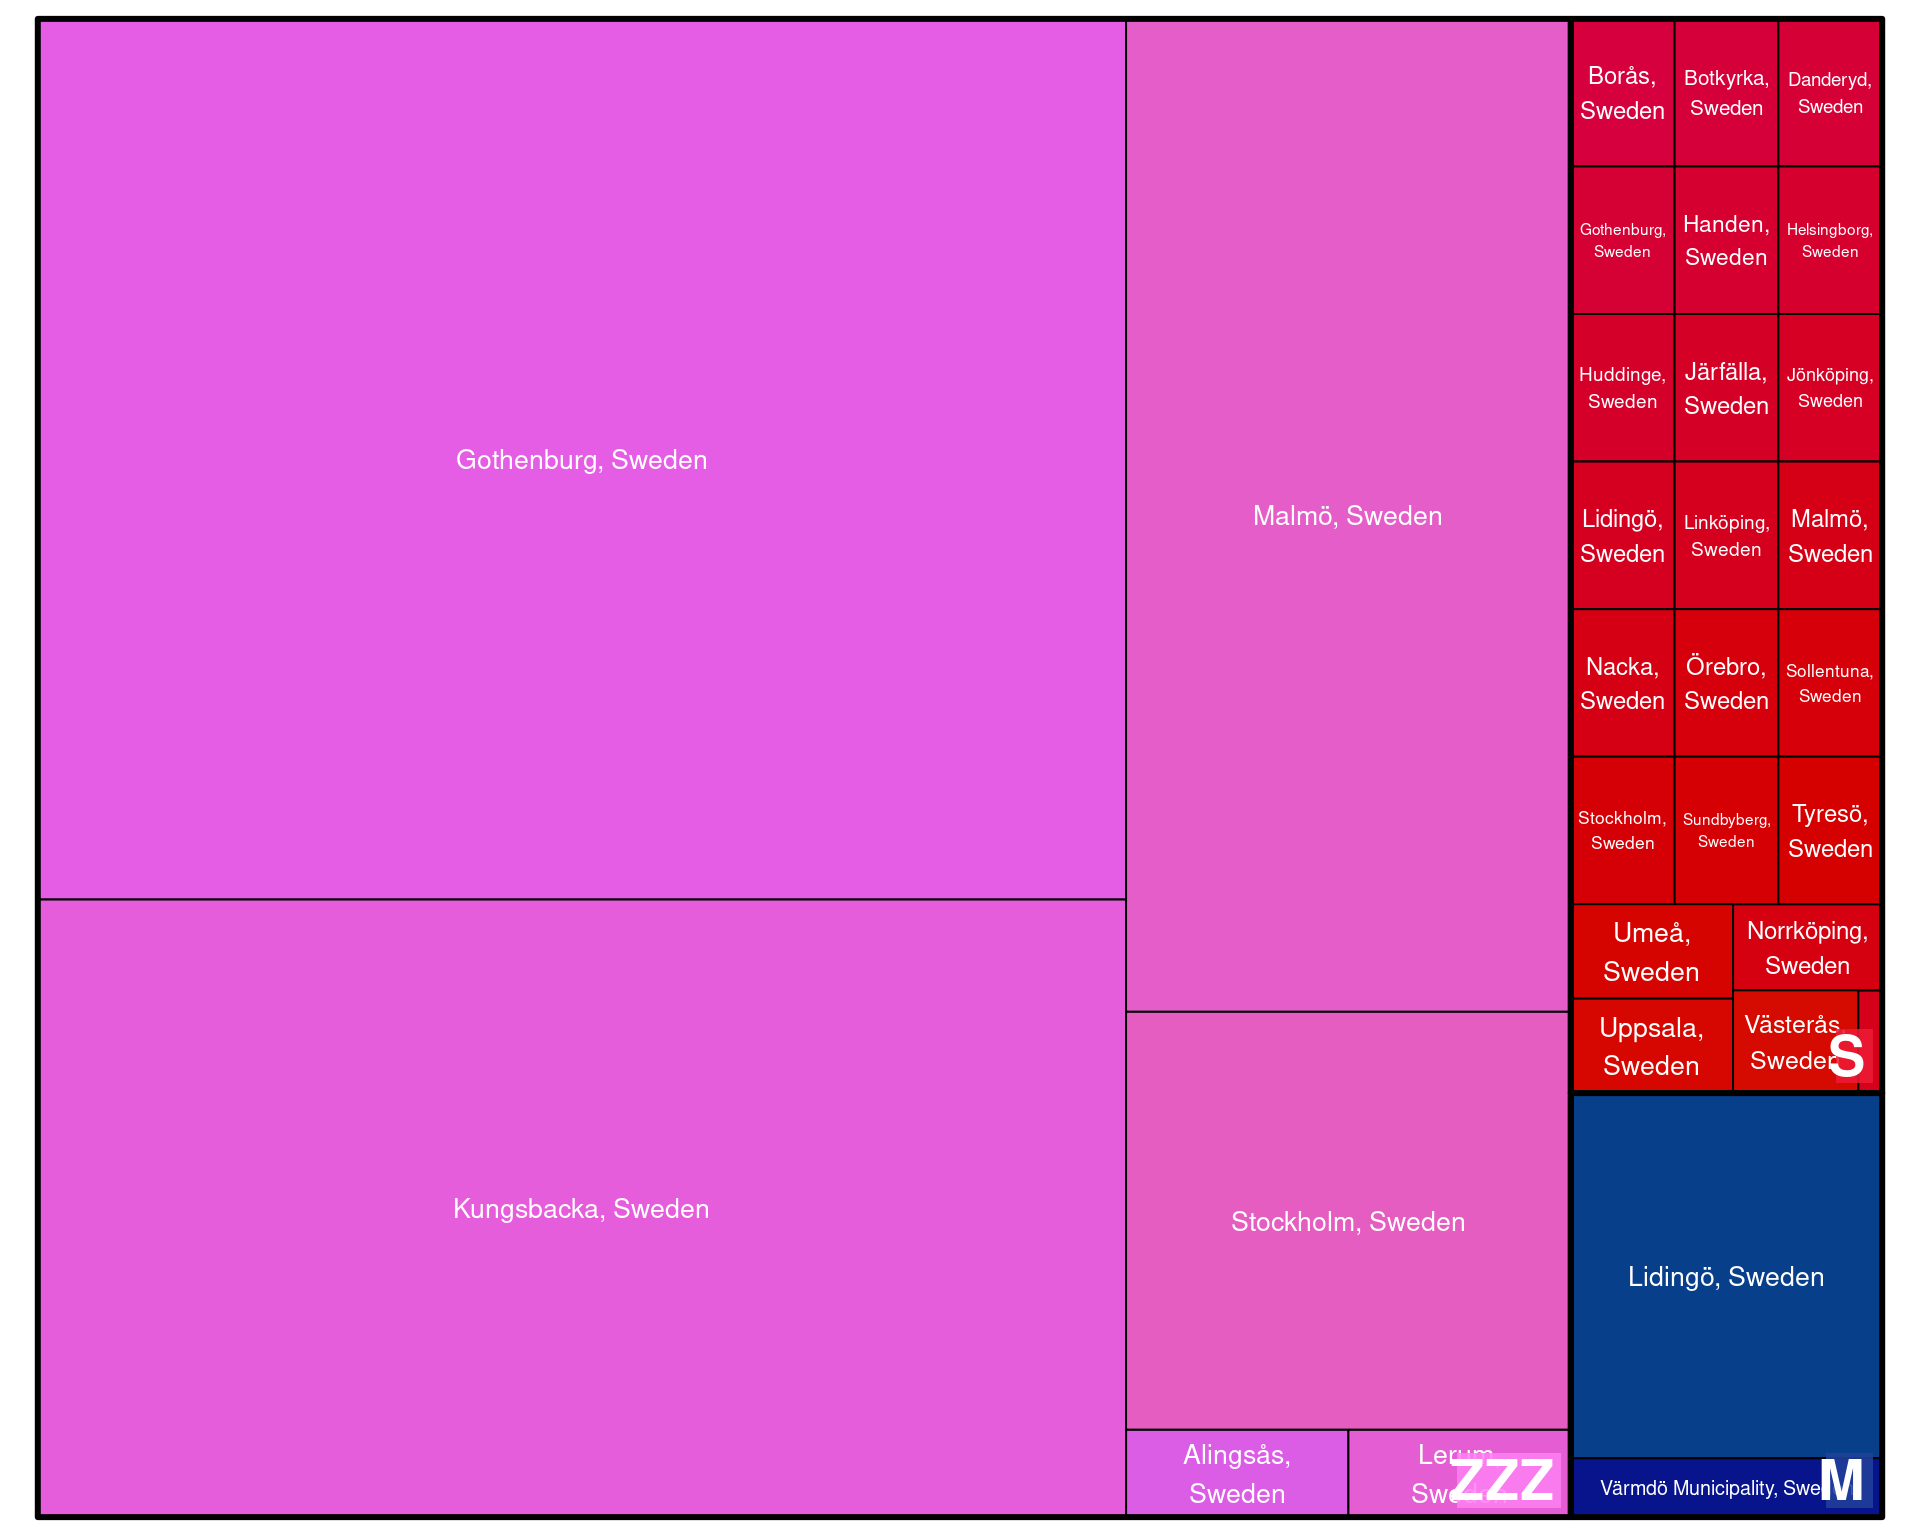 Gothenburg, Sweden
Kungsbacka, Sweden
Malmö, Sweden
Stockholm, Sweden
Alingsås,
Sweden
Lerum
Sweden
ZZZ
Borås,
Sweden
Botkyrka,
Sweden
Danderyd,
Sweden
Gothenburg,
Sweden
Handen,
Sweden
Helsingborg,
Sweden
Huddinge,
Sweden
Järfälla,
Sweden
Jönköping,
Sweden
Lidingö,
Sweden
Linköping,
Sweden
Malmö,
Sweden
Nacka,
Sweden
Örebro,
Sweden
Sollentuna,
Sweden
Stockholm,
Sweden
Sundbyberg,
Sweden
Tyresö,
Sweden
Umeå,
Sweden
Norrköping,
Sweden
Uppsala,
Sweden
Västerås,
Sweden
S
Lidingö, Sweden
Värmdö Municipality, Swe
M